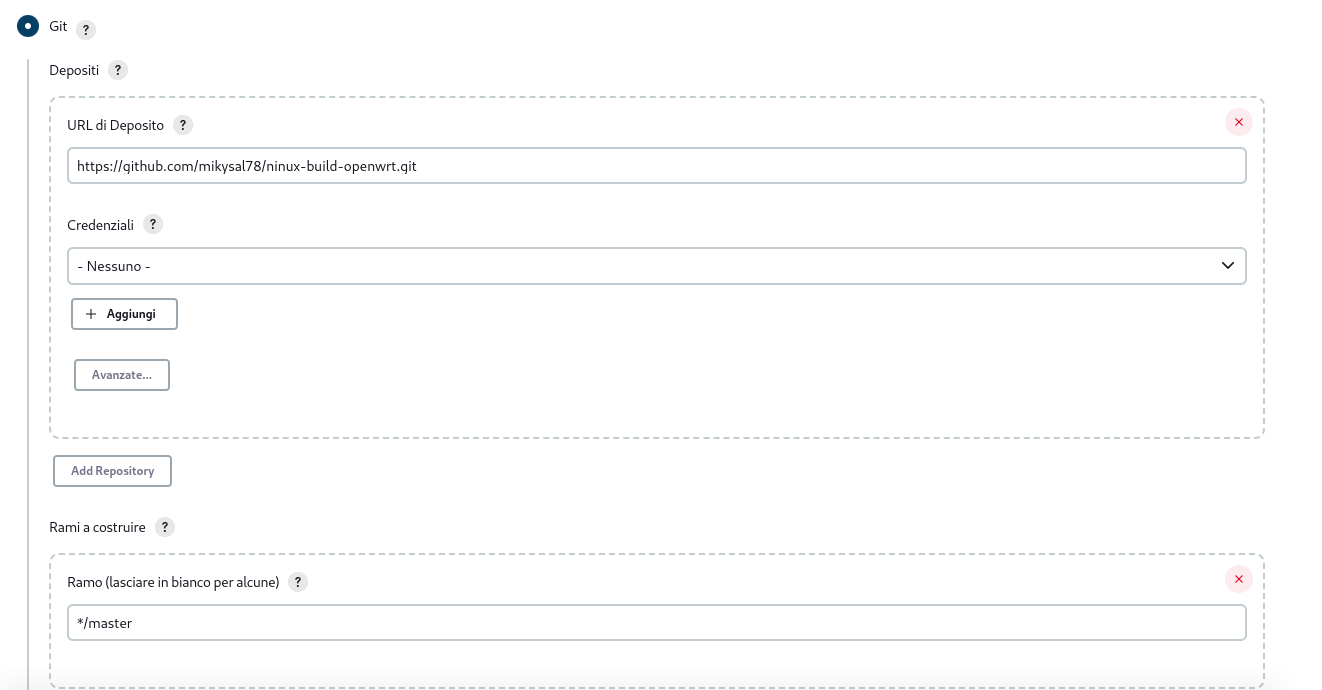 Git ?
Depositi ?
URL di Deposito ?
https://github.com/mikysal78/ninux-build-openwrt.git
Credenziali ?
- Nessuno -
+ Aggiungi
Avanzate...
Add Repository
Rami a costruire ?
Ramo (lasciare in bianco per alcune) ?
*/master